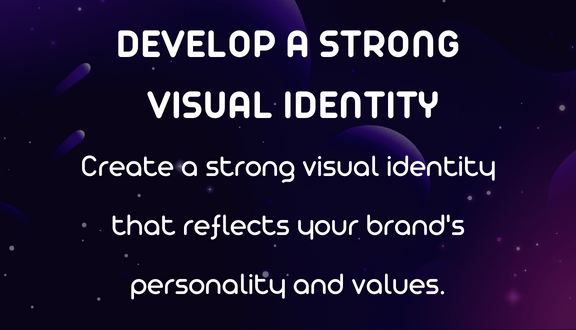 DEVELOP A STRONG
VISUAL IDENTITY
Create a strong visual identity
that reflects your brand's
personality and values.